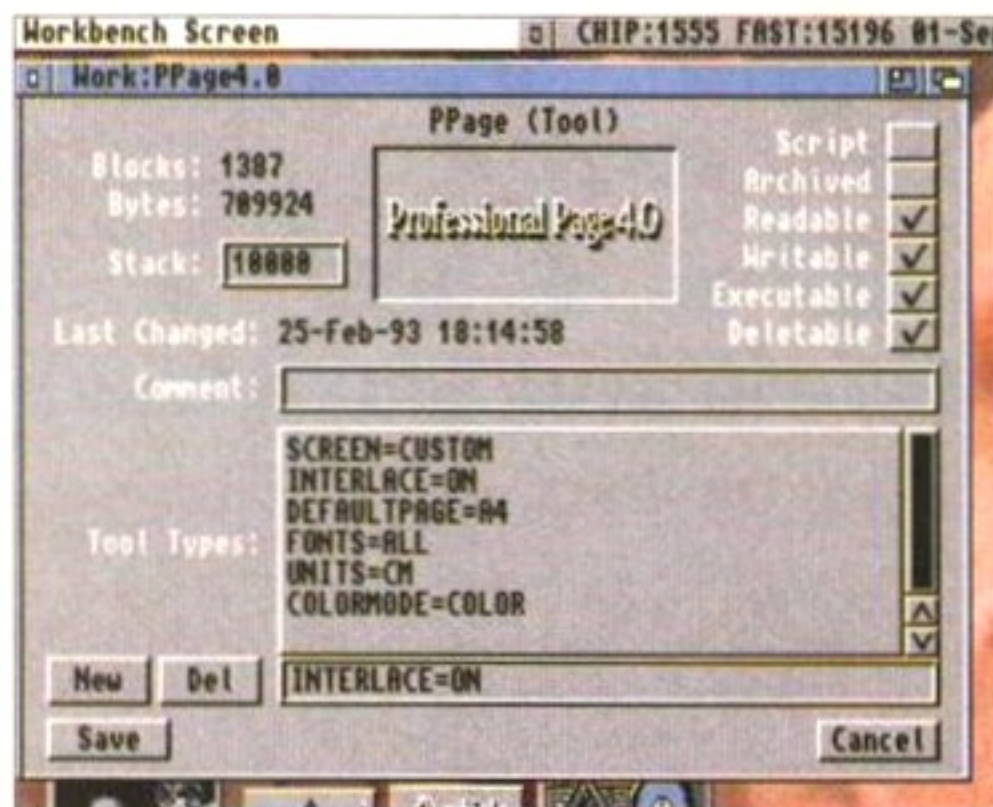 Workbench Screen CHIP:1555 FAST:15196 01-Se
Work:PPage4.0
PPage (Tool)
Blocks: 1387
Bytes: 709924
Stack: 10000
Professional Page 4.0
Script
Archived
Readable
Writable
Executable
Deletable
Last Changed: 25-Feb-93 18:14:58
Comment:
Tool Types:
SCREEN=CUSTOM
INTERLACE=ON
DEFAULTPAGE=A4
FONTS=ALL
UNITS=CM
COLORMODE=COLOR
New Del INTERLACE=ON
Save Cancel